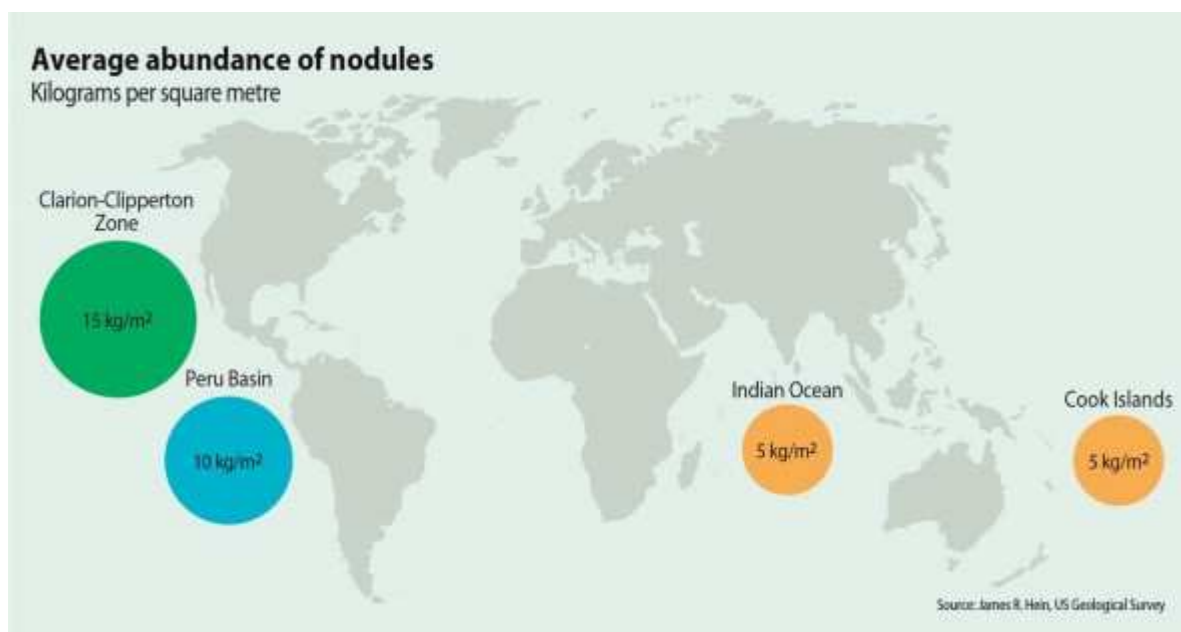 Average abundance of nodules
Kilograms per square metre
Clarion-Clipperton
Zone
15 kg/m²
Peru Basin
10 kg/m²
Indian Ocean
5 kg/m²
Cook Islands
5 kg/m²
Source: James R. Hein, US Geological Survey